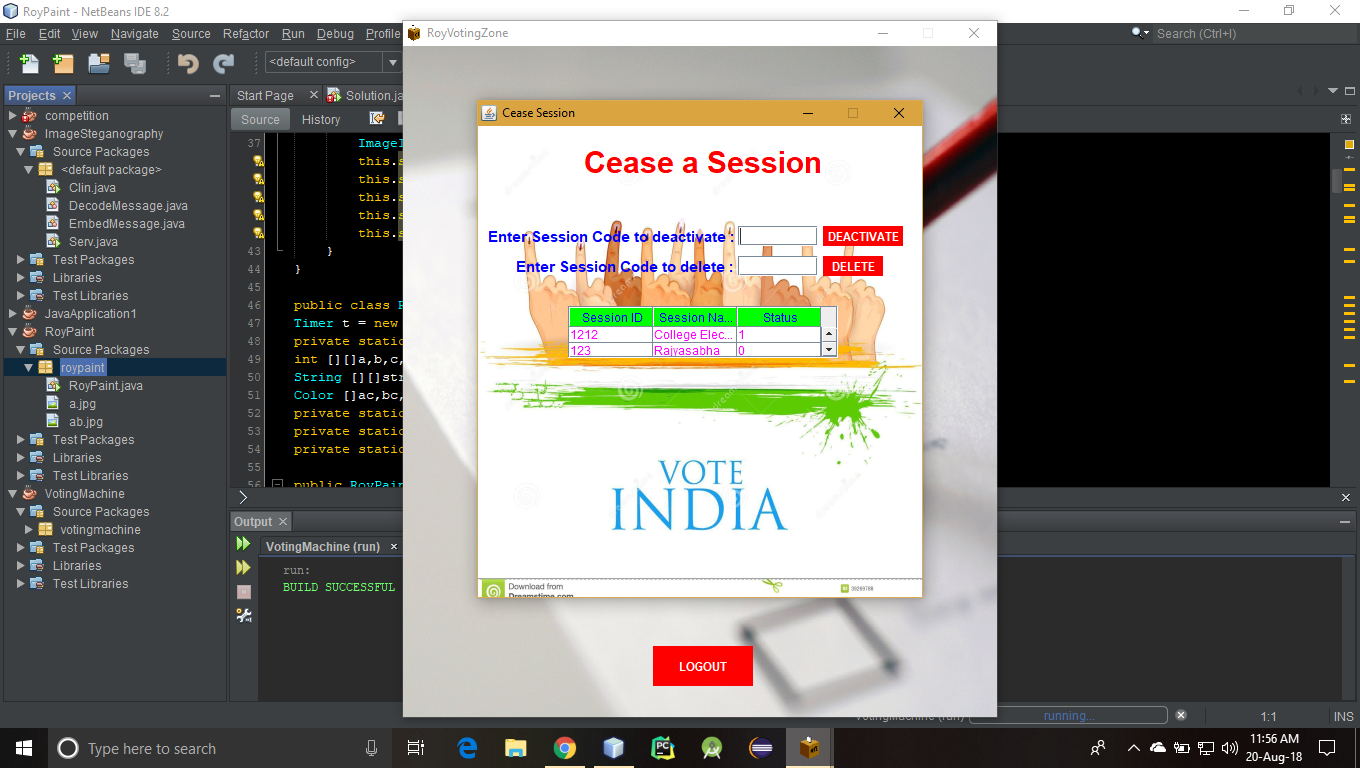 RoyPaint - NetBeans IDE 8.2
File Edit View Navigate Source Refactor Run Debug Profile
Search (Ctrl+I)
<default config>
Projects
competition
ImageSteganography
Source Packages
<default package>
Clin.java
DecodeMessage.java
EmbedMessage.java
Serv.java
Test Packages
Libraries
Test Libraries
JavaApplication1
RoyPaint
Source Packages
roypaint
RoyPaint.java
a.jpg
ab.jpg
Test Packages
Libraries
Test Libraries
VotingMachine
Source Packages
votingmachine
Test Packages
Libraries
Test Libraries
Start Page
Solution.ja
Source History
37 ImageI
this.s
this.s
this.s
this.s
this.s
43 }
44 }
45
46 public class R
47 Timer t = new
48 private static
49 int [][]a,b,c,
50 String [][]str
51 Color []ac,bc,
52 private static
53 private static
54 private static
55
56 public RoyPain
Output
VotingMachine (run)
run:
BUILD SUCCESSFUL
RoyVotingZone
Cease Session
Cease a Session
Enter Session Code to deactivate : DEACTIVATE
Enter Session Code to delete : DELETE
Session ID Session Na... Status
1212 College Elec... 1
123 Rajyasabha 0
VOTE
INDIA
Download from
Dreamstime.com
LOGOUT
VotingMachine (run) running...
1:1 INS
Type here to search
PC
11:56 AM
20-Aug-18